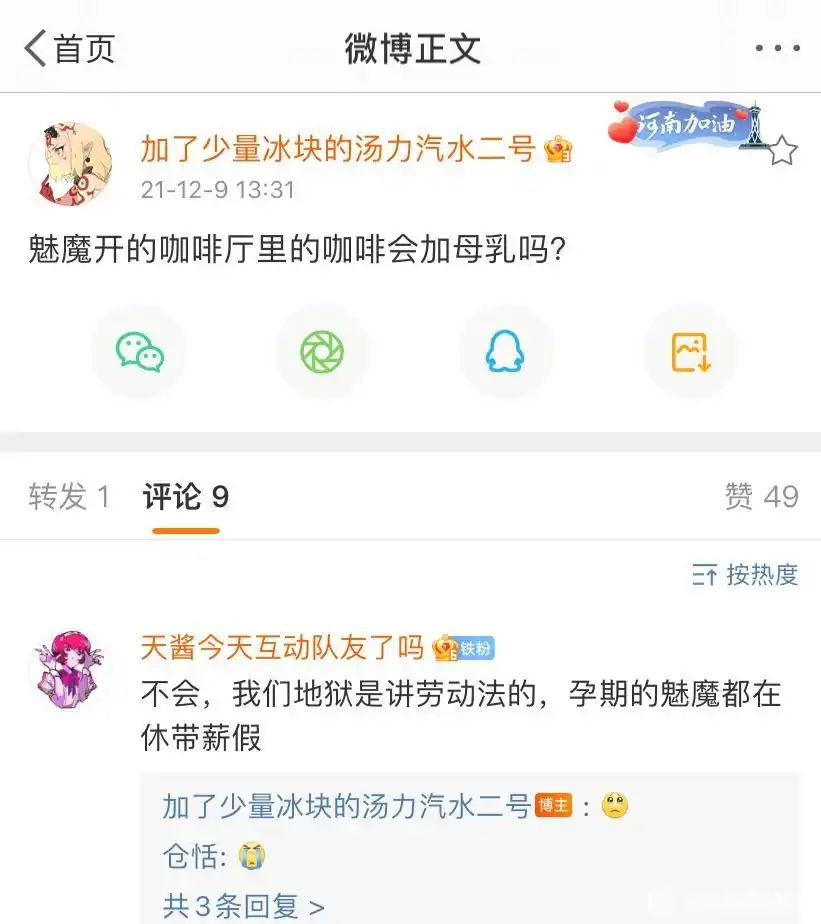 首页
微博正文
河南加油
加了少量冰块的汤力汽水二号
21-12-9 13:31
魅魔开的咖啡厅里的咖啡会加母乳吗?
转发 1 评论 9 赞 49
按热度
天酱今天互动队友了吗 铁粉
不会，我们地狱是讲劳动法的，孕期的魅魔都在
休带薪假
加了少量冰块的汤力汽水二号 博主 : 🥺
仓恬: 😭
共3条回复 >